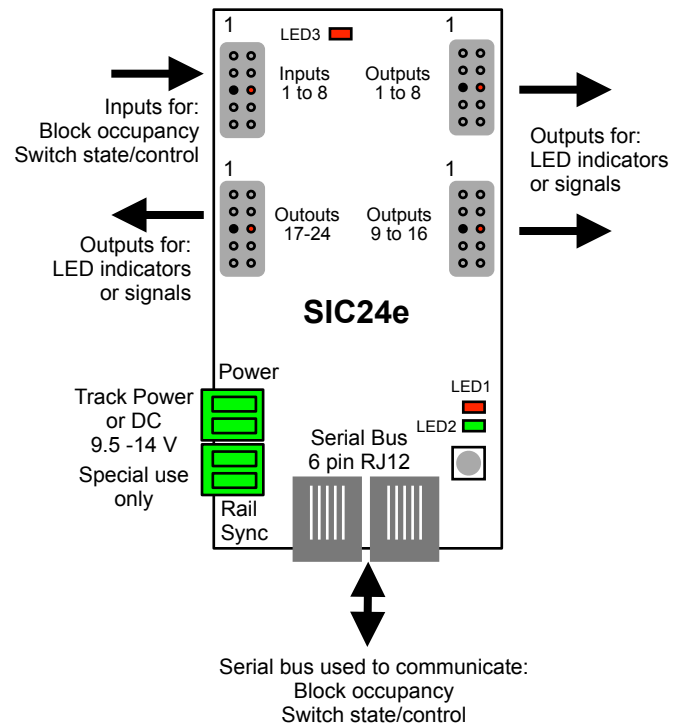 1
LED3
1
Inputs
1 to 8
Outputs
1 to 8
Inputs for:
Block occupancy
Switch state/control
Outputs for:
LED indicators
or signals
1
1
Outouts
17-24
Outputs
9 to 16
Outputs for:
LED indicators
or signals
SIC24e
Power
Track Power
or DC
9.5 -14 V
Special use
only
Rail
Sync
LED1
LED2
Serial Bus
6 pin RJ12
Serial bus used to communicate:
Block occupancy
Switch state/control